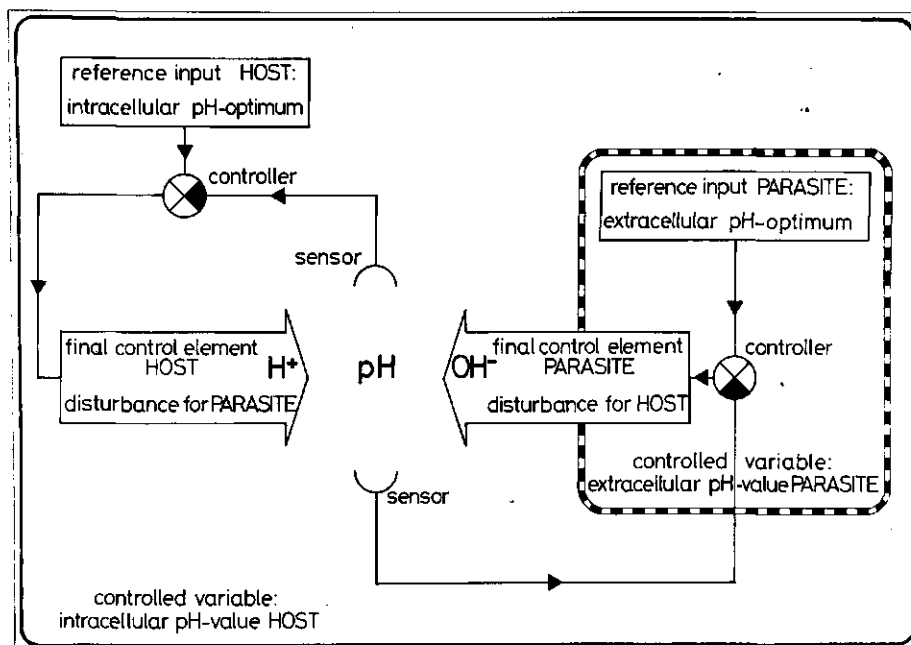 reference input HOST:
intracellular pH-optimum
controller
sensor
final control element
HOST
H+
disturbance for PARASITE
pH
OH-
final control element
PARASITE
disturbance for HOST
reference input PARASITE:
extracellular pH-optimum
controller
controlled variable:
extracellular pH-value PARASITE
sensor
controlled variable:
intracellular pH-value HOST